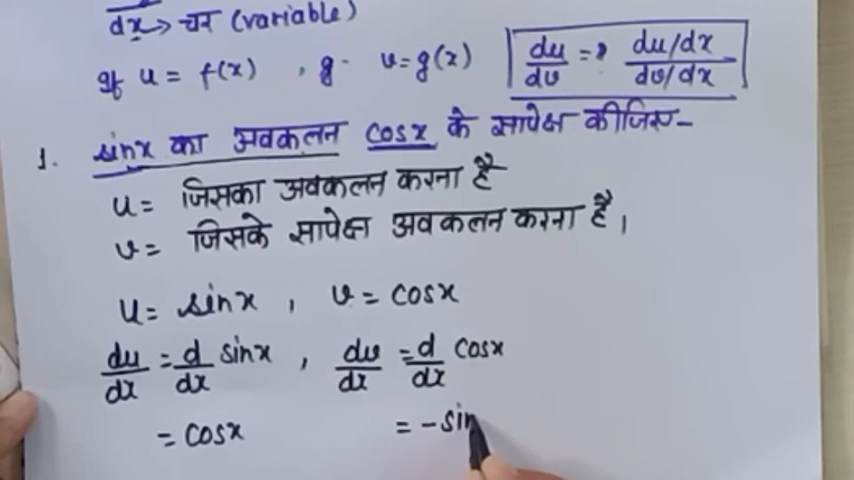 dx → चर (variable)
If u = f(x) , g v = g(x) du/dv = du/dx / dv/dx
1. sinx का अवकलन cosx के सापेक्ष कीजिए-
u = जिसका अवकलन करना है
v = जिसके सापेक्ष अवकलन करना है।
u = sinx , v = cosx
du/dx = d/dx sinx , dv/dx = d/dx cosx
= cosx = -sin